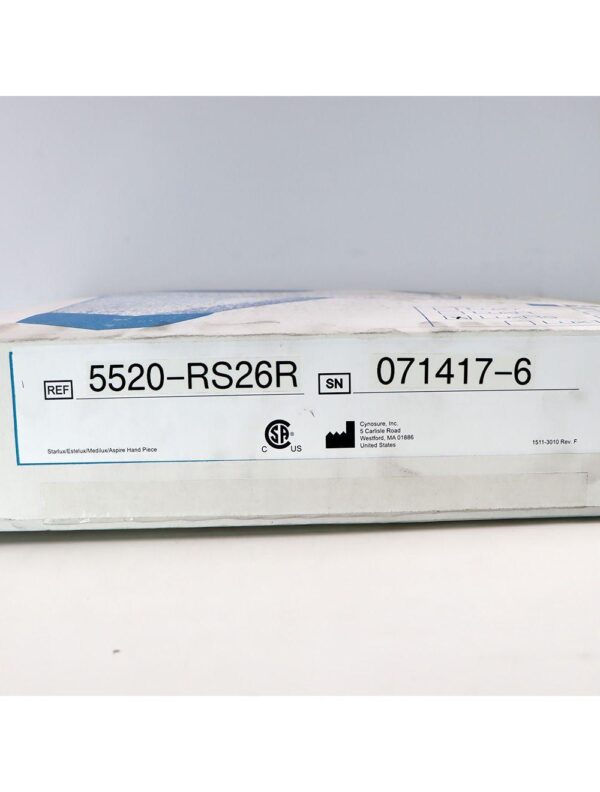 REF 5520-RS26R SN 071417-6
Starlux/Estelux/Medilux/Aspire Hand Piece
C SA ® US
Cynosure, Inc.
5 Carlisle Road
Westford, MA 01886
United States
1511-3010 Rev. F